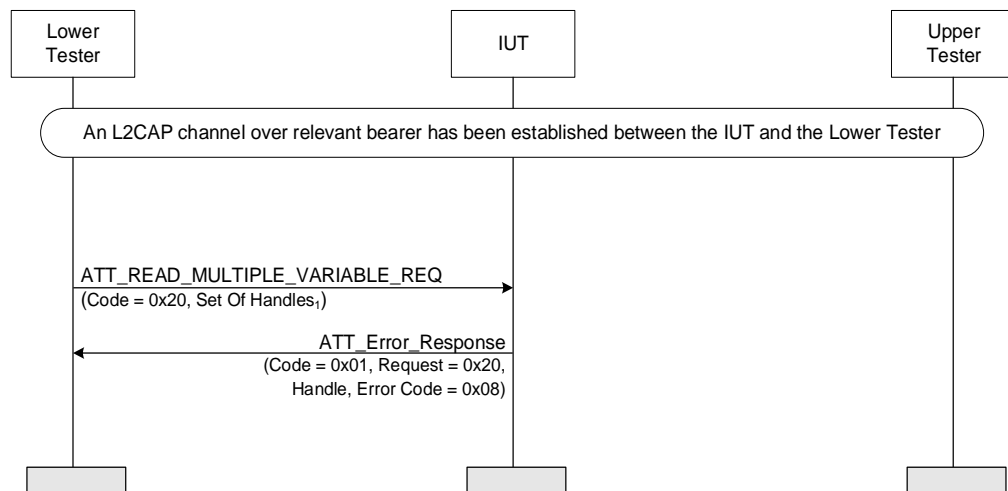 Lower
Tester
IUT
Upper
Tester
An L2CAP channel over relevant bearer has been established between the IUT and the Lower Tester
ATT_READ_MULTIPLE_VARIABLE_REQ
(Code = 0x20, Set Of Handles₁)
ATT_Error_Response
(Code = 0x01, Request = 0x20,
Handle, Error Code = 0x08)